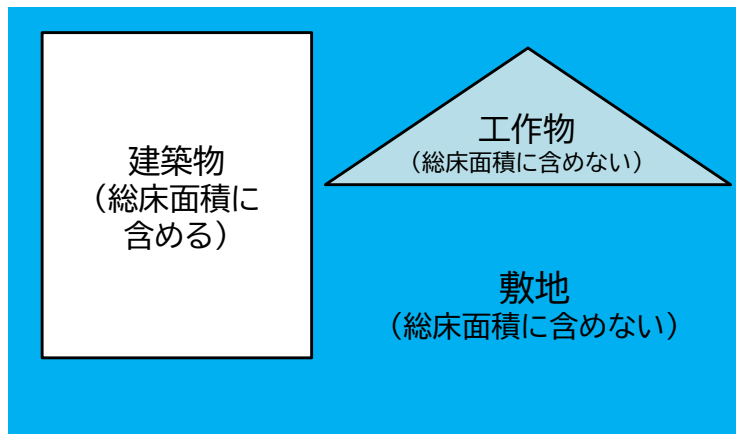 建築物
（総床面積に
含める）
工作物
（総床面積に含めない）
敷地
（総床面積に含めない）